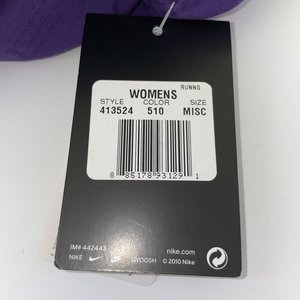 RUNNG
WOMENS
STYLE COLOR SIZE
413524 510 MISC
8 85178 93129 1
IM# 442443
nike.com
NIKE SWOOSH © 2010 Nike